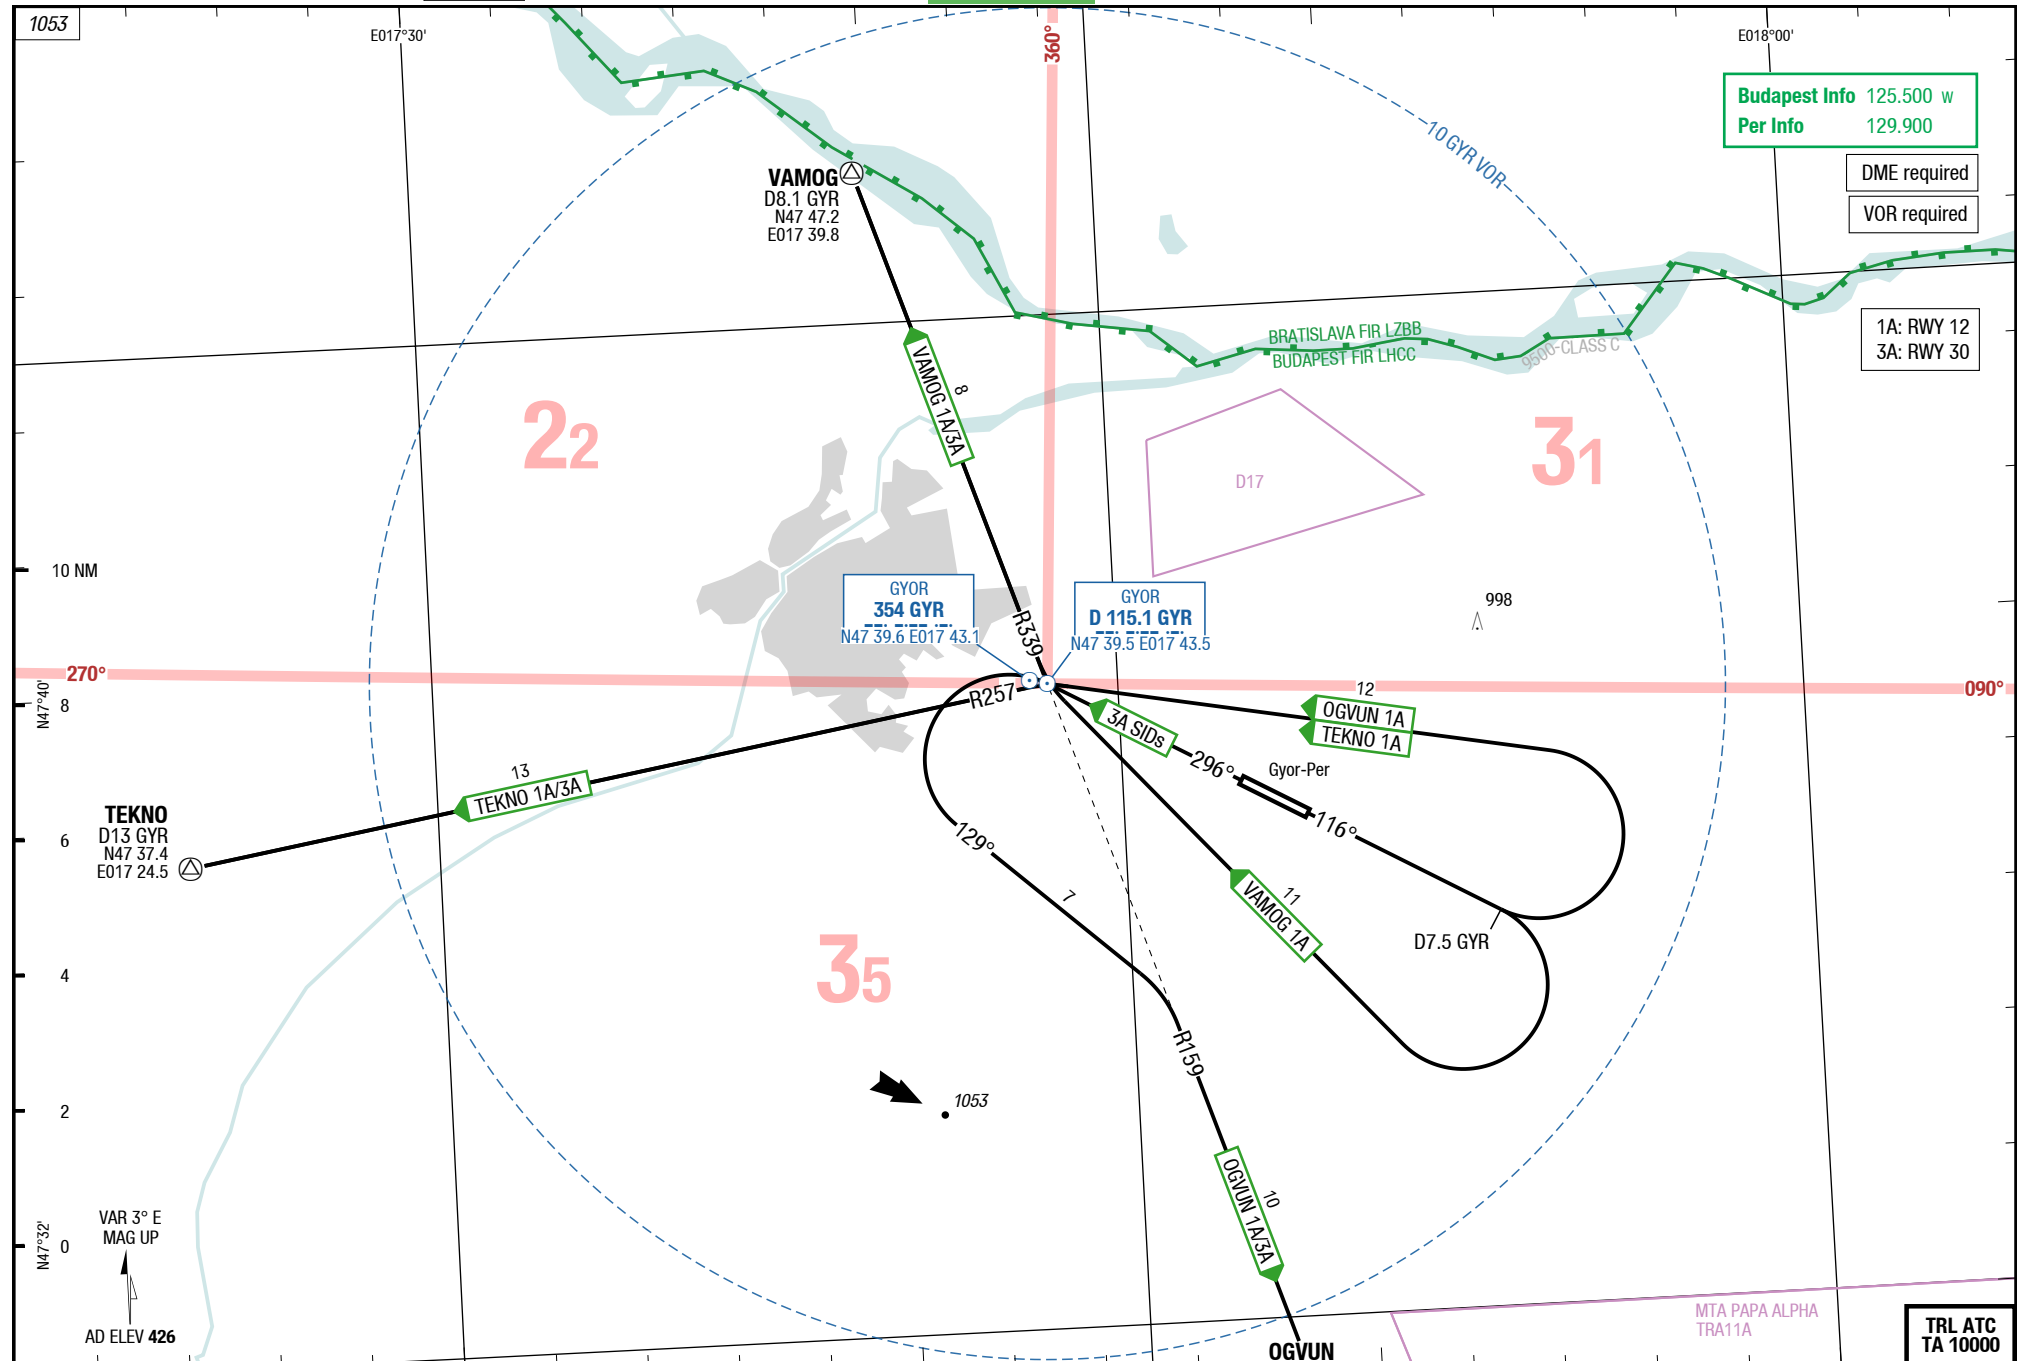 1053
E017°30'
360°
E018°00'
Budapest Info 125.500 W
Per Info 129.900
DME required
VOR required
10 GYR VOR
VAMOG
D8.1 GYR
N47 47.2
E017 39.8
1A: RWY 12
3A: RWY 30
BRATISLAVA FIR LZBB
BUDAPEST FIR LHCC
9500-CLASS C
8
VAMOG 1A/3A
22
31
D17
10 NM
GYOR
354 GYR
N47 39.6 E017 43.1
GYOR
D 115.1 GYR
N47 39.5 E017 43.5
998
R339
270°
090°
N47°40'
8
R257
12
OGVUN 1A
TEKNO 1A
3A SIDs
296°
Gyor-Per
116°
13
TEKNO 1A/3A
TEKNO
D13 GYR
N47 37.4
E017 24.5
6
129°
7
11
VAMOG 1A
D7.5 GYR
4
35
R159
1053
2
10
OGVUN 1A/3A
VAR 3° E
MAG UP
N47°32'
0
AD ELEV 426
MTA PAPA ALPHA
TRA11A
TRL ATC
TA 10000
OGVUN